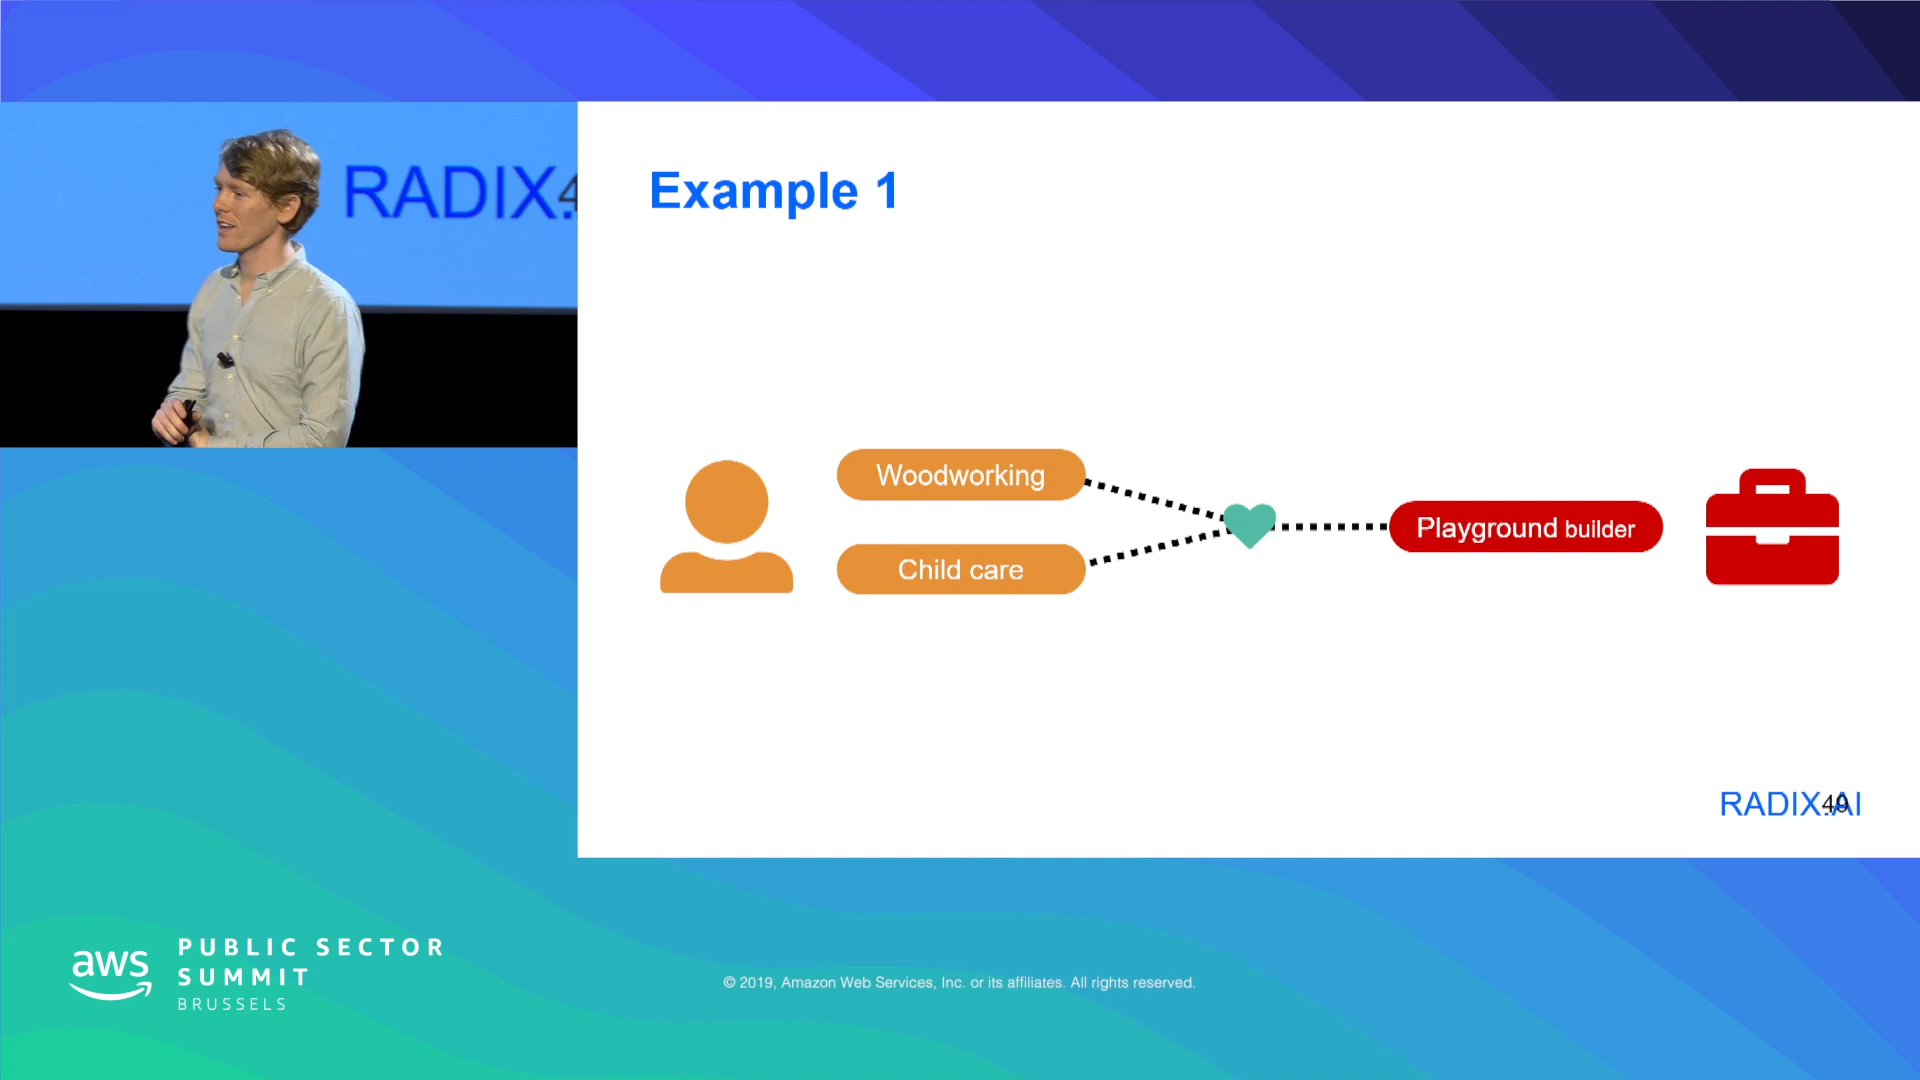 RADIX.4
Example 1
Woodworking
Child care
Playground builder
RADIX.AI
49
aws
PUBLIC SECTOR
SUMMIT
BRUSSELS
© 2019, Amazon Web Services, Inc. or its affiliates. All rights reserved.